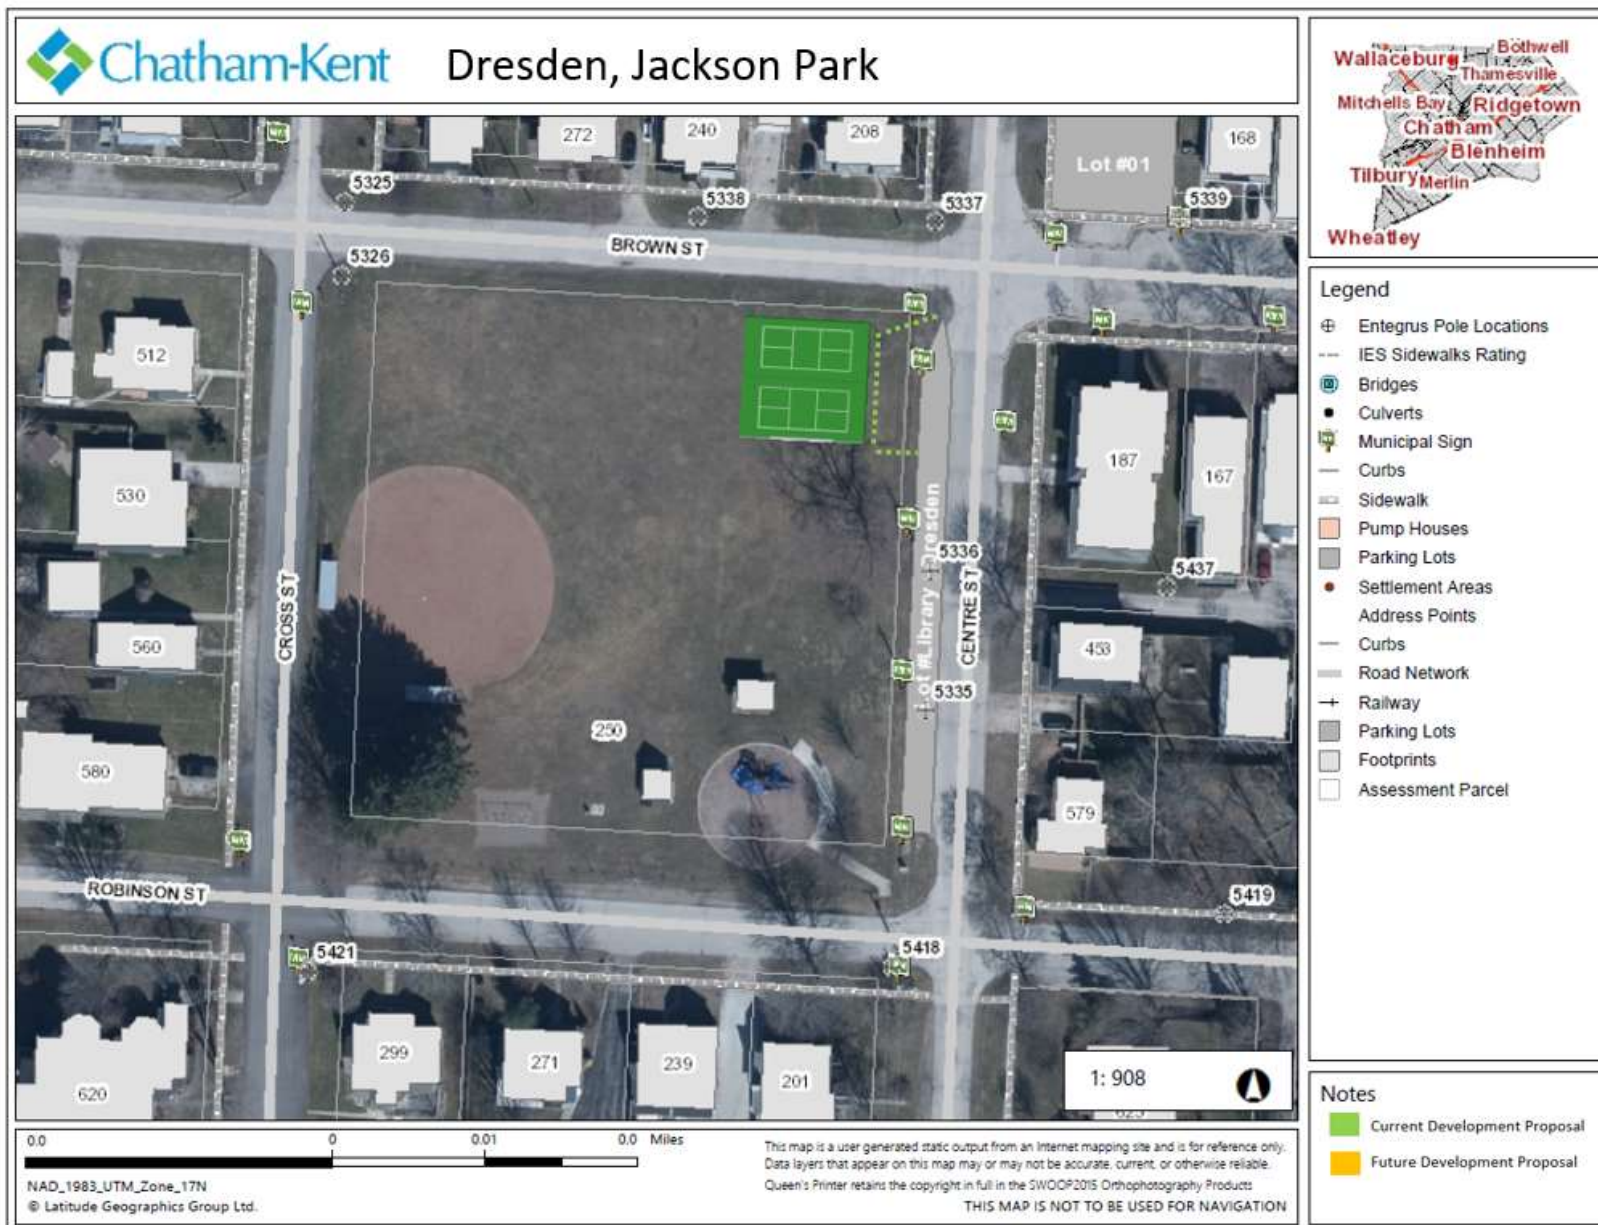 Chatham-Kent
Dresden, Jackson Park
Wallaceburg
Bothwell
Thamesville
Mitchells Bay
Ridgetown
Chatham
Blenheim
Tilbury
Merlin
Wheatley
272
240
208
Lot #01
168
5325
5338
5337
5339
BROWN ST
5326
512
187
167
530
Lot #Library - Dresden
5336
5437
CROSS ST
CENTRE ST
560
453
5335
250
580
579
ROBINSON ST
5419
5421
5418
299
271
239
201
620
1: 908
Legend
Entegrus Pole Locations
IES Sidewalks Rating
Bridges
Culverts
Municipal Sign
Curbs
Sidewalk
Pump Houses
Parking Lots
Settlement Areas
Address Points
Curbs
Road Network
Railway
Parking Lots
Footprints
Assessment Parcel
Notes
Current Development Proposal
Future Development Proposal
0.0 0 0.01 0.0 Miles
NAD_1983_UTM_Zone_17N
© Latitude Geographics Group Ltd.
This map is a user generated static output from an Internet mapping site and is for reference only.
Data layers that appear on this map may or may not be accurate, current, or otherwise reliable.
Queen's Printer retains the copyright in full in the SWOOP2015 Orthophotography Products
THIS MAP IS NOT TO BE USED FOR NAVIGATION